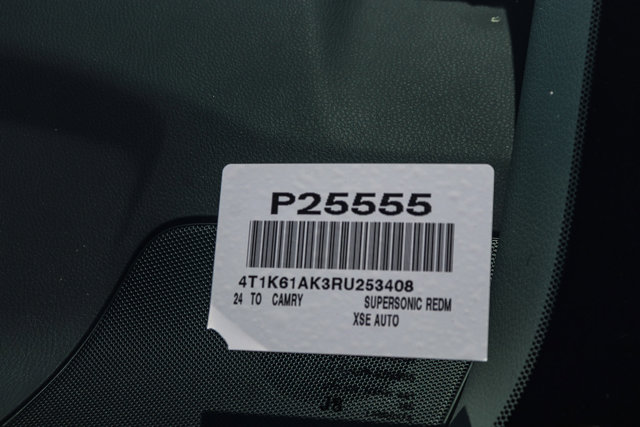 P25555
4T1K61AK3RU253408
24 TO CAMRY SUPERSONIC REDM
XSE AUTO